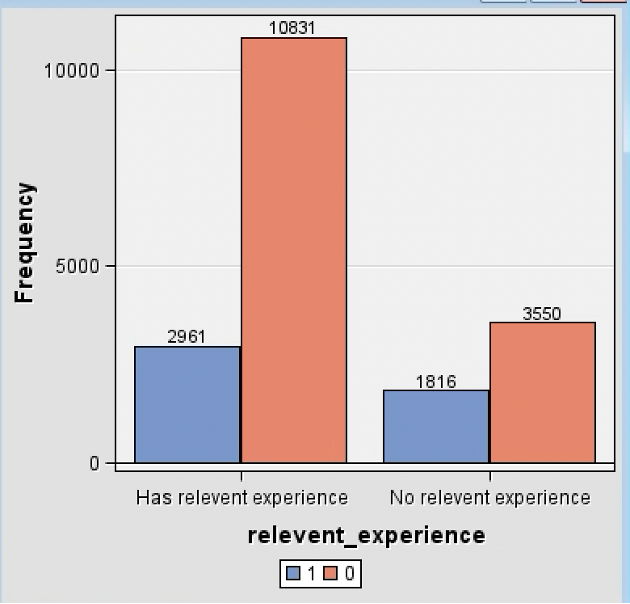 10831
10000
Frequency
5000
2961
3550
1816
0
Has relevent experience No relevent experience
relevent_experience
1 0